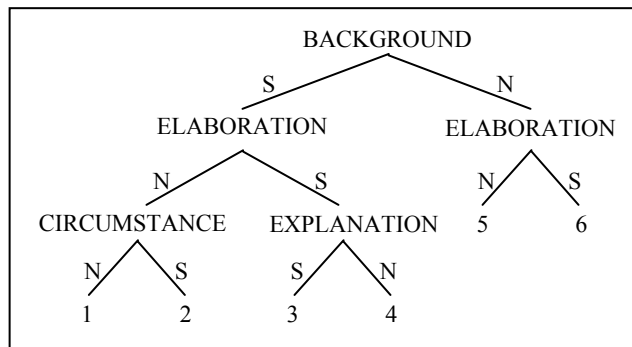 BACKGROUND
S N
ELABORATION ELABORATION
N S N S
CIRCUMSTANCE EXPLANATION 5 6
N S S N
1 2 3 4